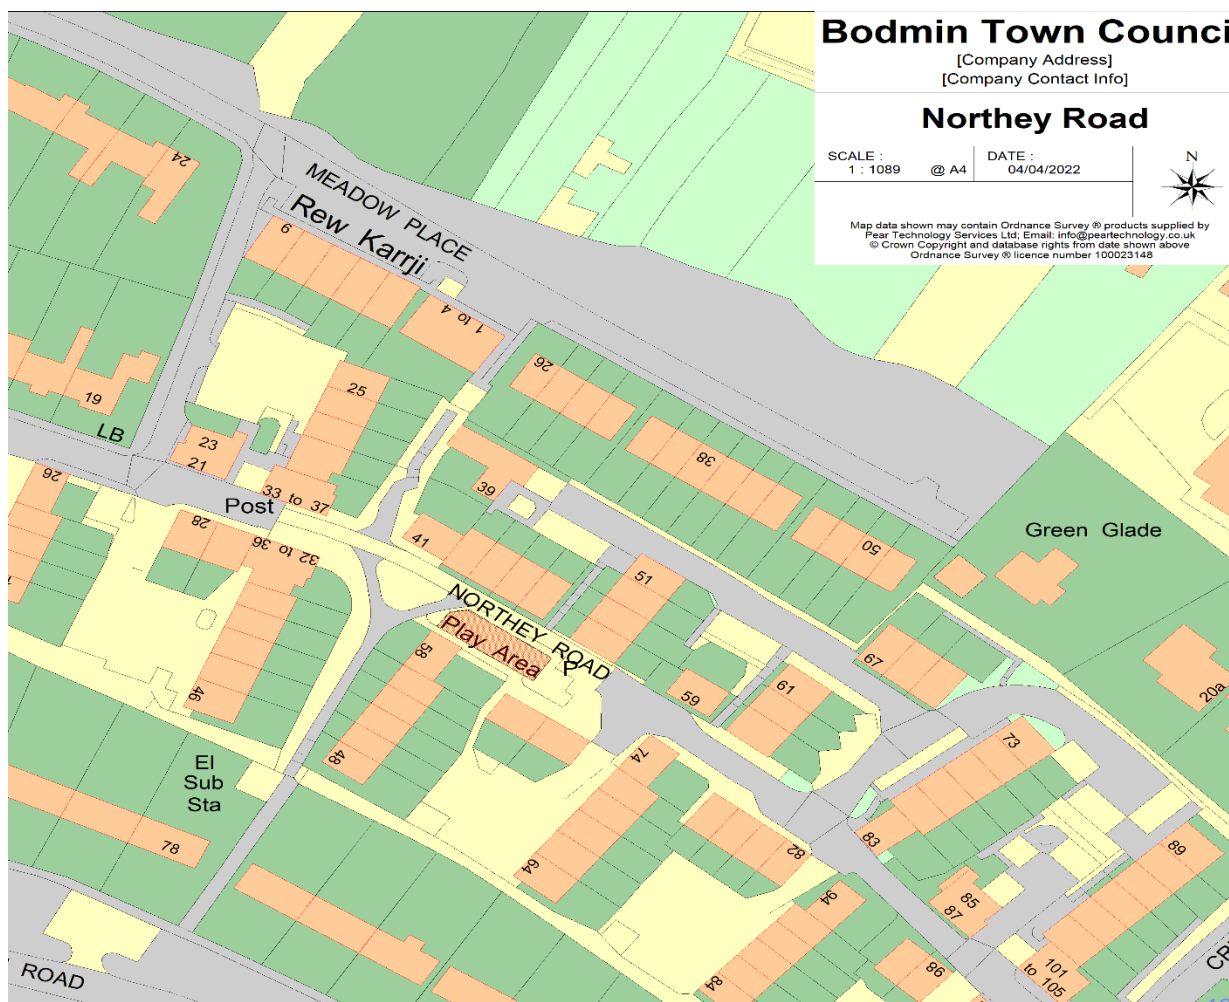 Bodmin Town Counci
[Company Address]
[Company Contact Info]
Northey Road
SCALE :
1 : 1089 @ A4
DATE :
04/04/2022
N
Map data shown may contain Ordnance Survey ® products supplied by
Pear Technology Services Ltd; Email: info@peartechnology.co.uk
© Crown Copyright and database rights from date shown above
Ordnance Survey ® licence number 100023148
24
MEADOW PLACE
Rew Karrji
9
1 to 4
26
25
19
LB
23
21
33 to 37
Post
38
39
26
28
32 to 36
41
50
Green Glade
51
NORTHEY ROAD
Play Area
P
58
67
59
61
20a
46
48
74
73
El
Sub
Sta
78
64
82
83
89
94
85
87
84
86
101
to 105
ROAD
CR